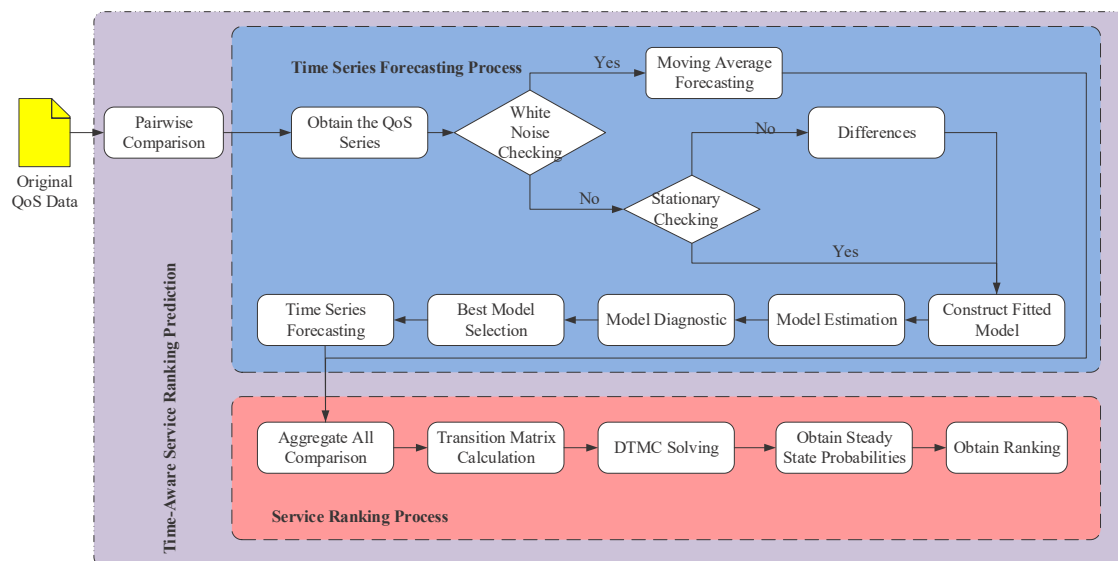 Time Series Forecasting Process
Yes
Moving Average
Forecasting
Original
QoS Data
Pairwise
Comparison
Obtain the QoS
Series
White
Noise
Checking
No
Differences
No
Stationary
Checking
Yes
Time Series
Forecasting
Best Model
Selection
Model Diagnostic
Model Estimation
Construct Fitted
Model
Time-Aware Service Ranking Prediction
Aggregate All
Comparison
Transition Matrix
Calculation
DTMC Solving
Obtain Steady
State Probabilities
Obtain Ranking
Service Ranking Process